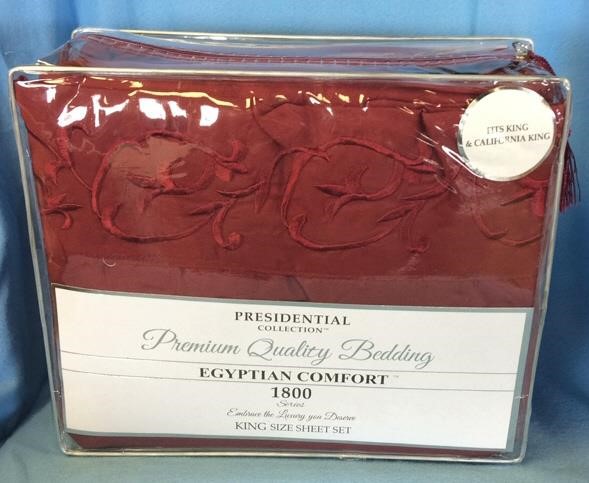 FITS KING
& CALIFORNIA KING
PRESIDENTIAL
COLLECTION™
Premium Quality Bedding
EGYPTIAN COMFORT™
1800
Series
Embrace the Luxury you Deserve
KING SIZE SHEET SET